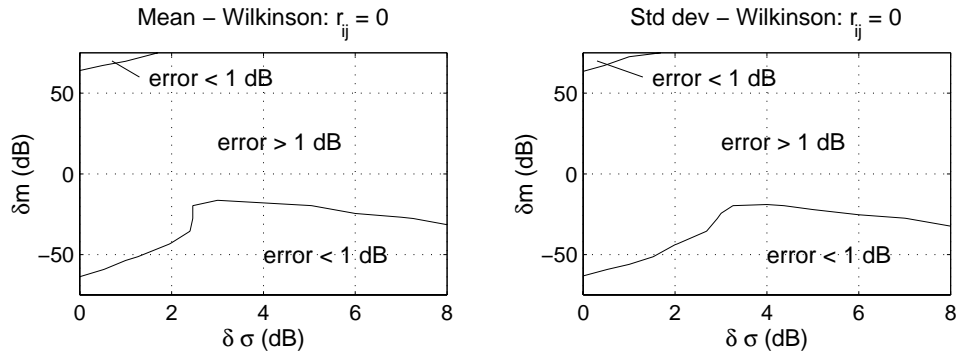 Mean – Wilkinson: r_ij = 0
error < 1 dB
50
error > 1 dB
0
δm (dB)
−50
error < 1 dB
0 2 4 6 8
δ σ (dB)
Std dev – Wilkinson: r_ij = 0
error < 1 dB
50
error > 1 dB
0
δm (dB)
−50
error < 1 dB
0 2 4 6 8
δ σ (dB)